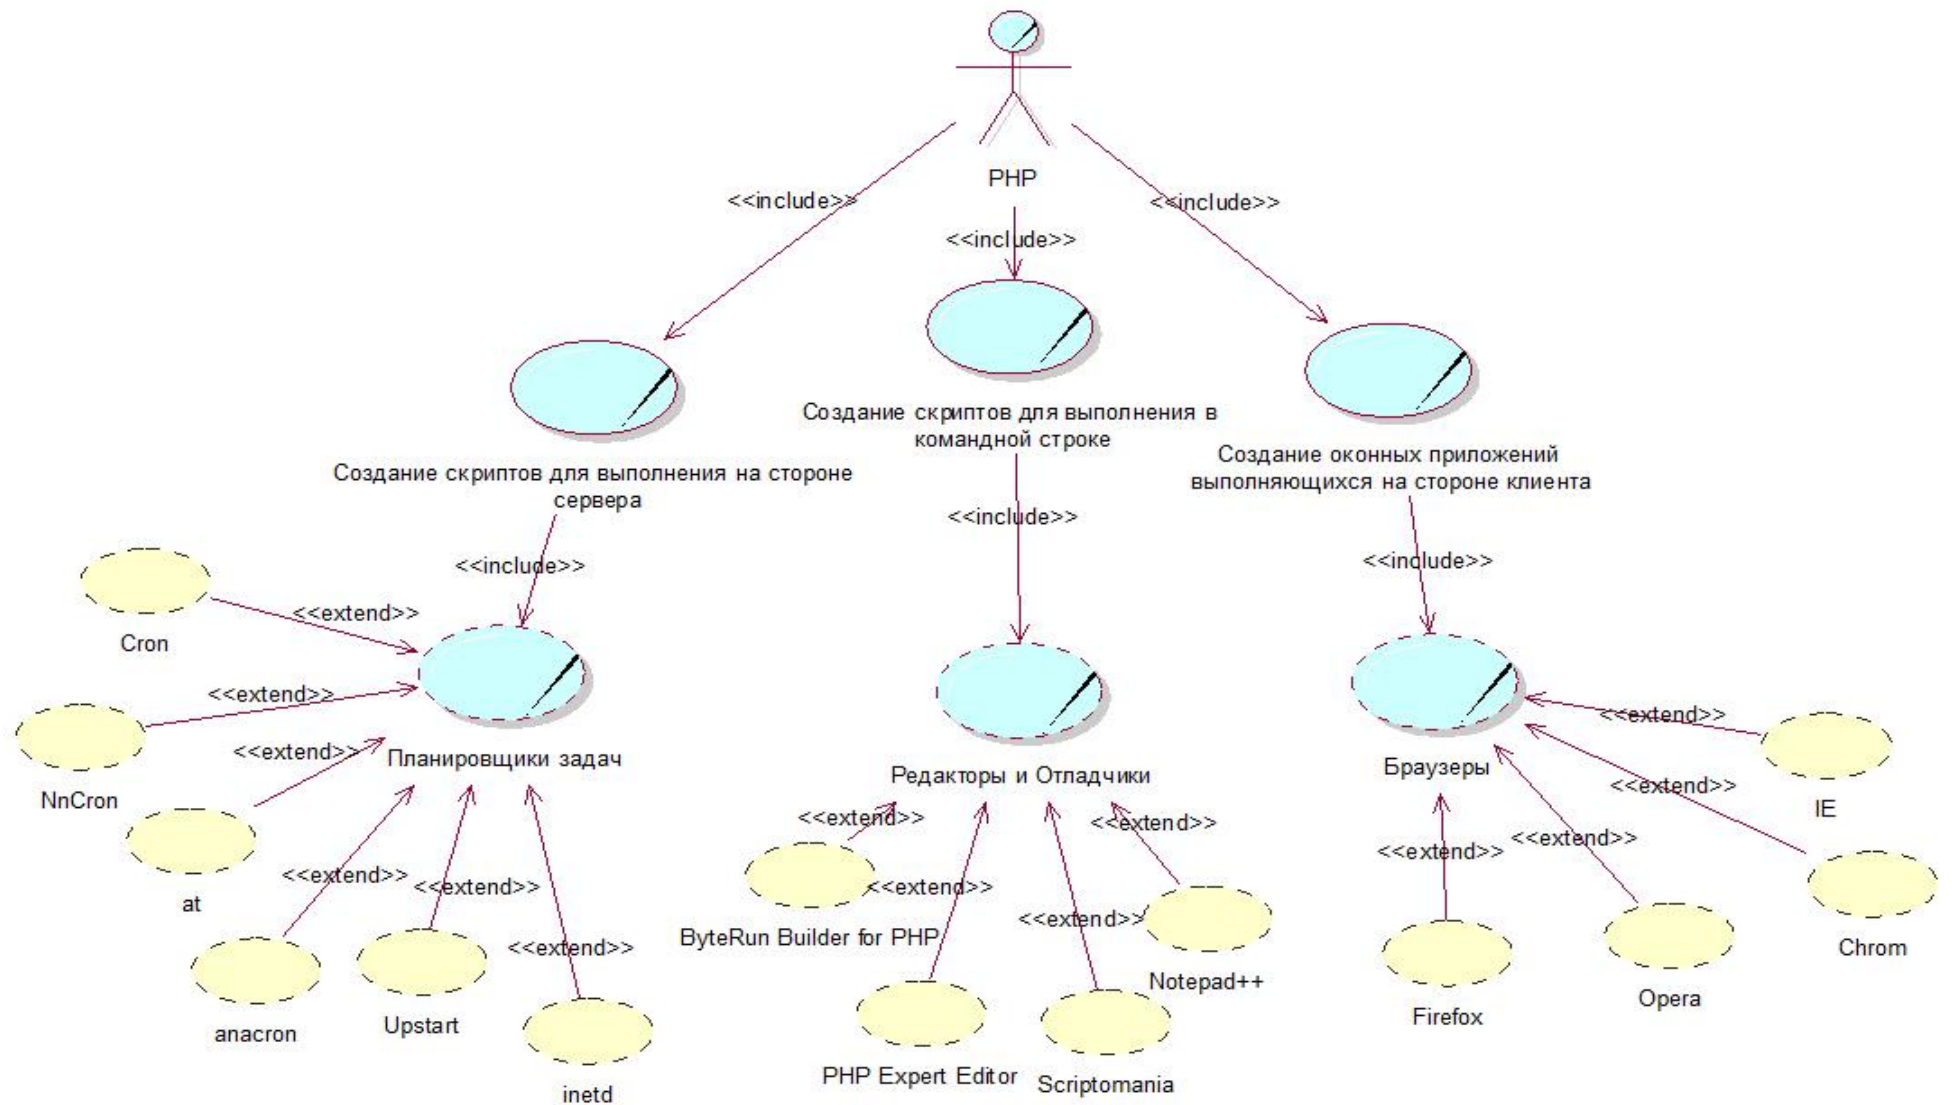 PHP
<<include>>
<<include>>
<<include>>
Создание скриптов для выполнения в
командной строке
Создание скриптов для выполнения на стороне
сервера
Создание оконных приложений
выполняющихся на стороне клиента
<<include>>
<<include>>
<<include>>
<<extend>>
Cron
<<extend>>
NnCron
<<extend>>
Планировщики задач
at
<<extend>>
<<extend>>
<<extend>>
anacron
Upstart
inetd
Редакторы и Отладчики
<<extend>>
<<extend>>
<<extend>>
<<extend>>
ByteRun Builder for PHP
PHP Expert Editor
Scriptomania
Notepad++
Браузеры
<<extend>>
<<extend>>
<<extend>>
<<extend>>
IE
Chrom
Opera
Firefox